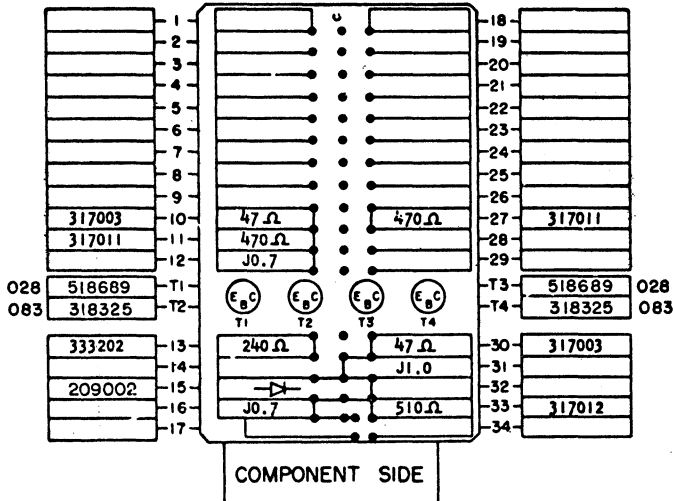 1 18
2 19
3 20
4 21
5 22
6 23
7 24
8 25
9 26
317003 10 47 Ω 470 Ω 27 317011
317011 11 470 Ω 28
12 J0.7 29
028 518689 T1 E B C E B C E B C E B C T3 518689 028
083 318325 T2 T1 T2 T3 T4 T4 318325 083
333202 13 240 Ω 47 Ω 30 317003
14 J1.0 31
209002 15 32
16 J0.7 510 Ω 33 317012
17 34
COMPONENT SIDE